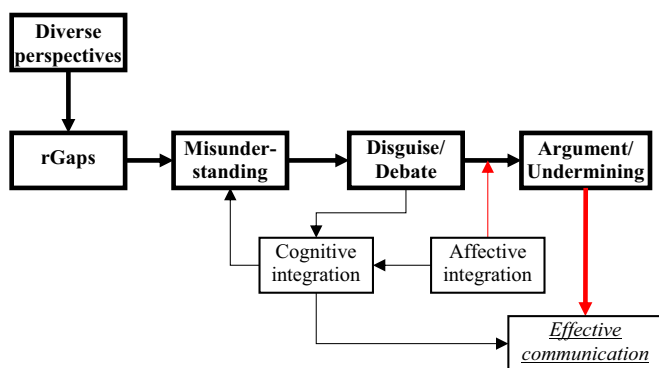 Diverse
perspectives
rGaps
Misunder-
standing
Disguise/
Debate
Argument/
Undermining
Cognitive
integration
Affective
integration
Effective
communication